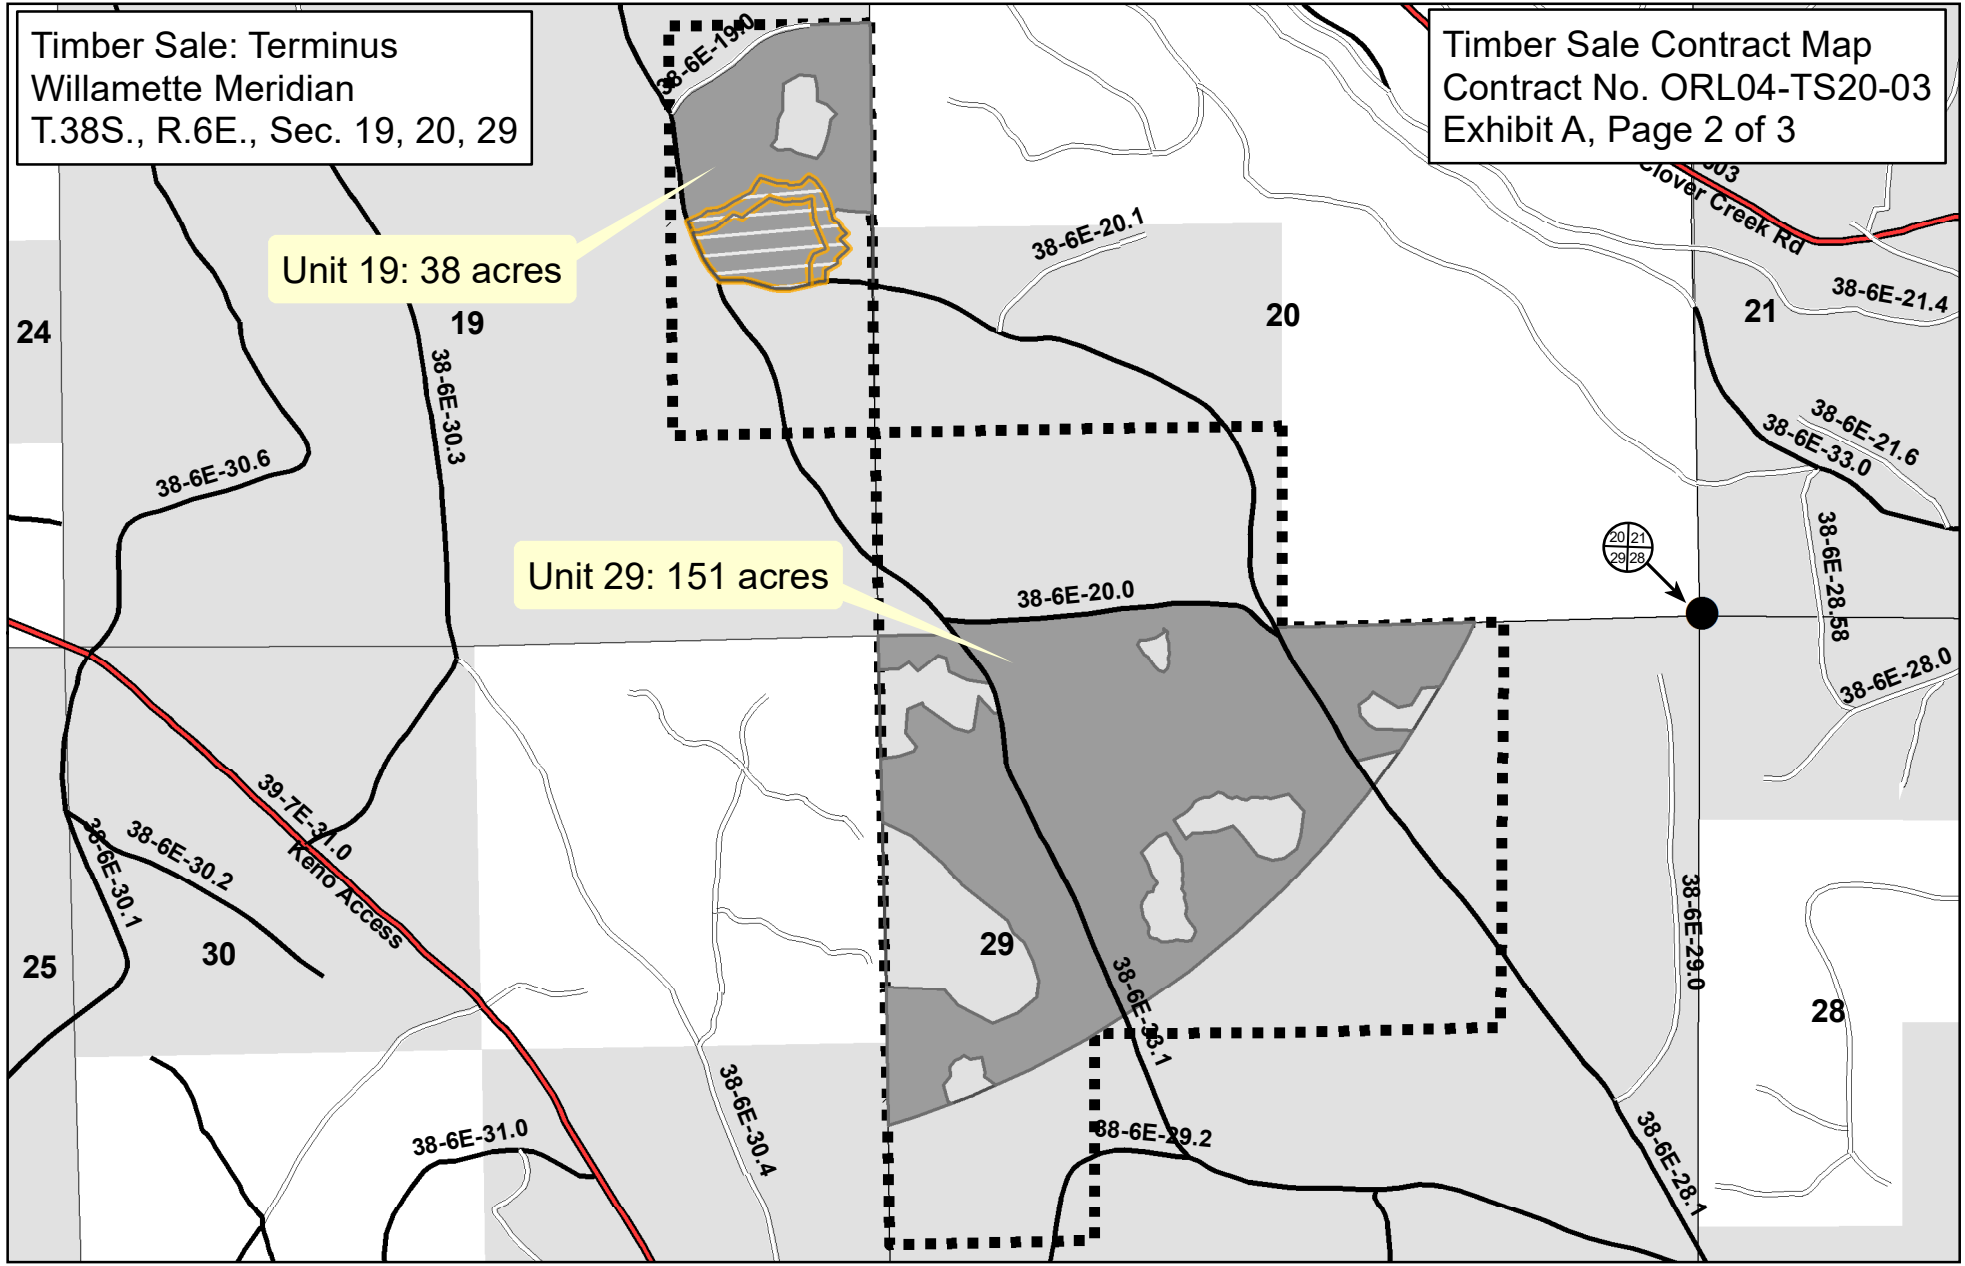 Timber Sale: Terminus
Willamette Meridian
T.38S., R.6E., Sec. 19, 20, 29
Timber Sale Contract Map
Contract No. ORL04-TS20-03
Exhibit A, Page 2 of 3
38-6E-19.0
Clover Creek Rd
38-6E-20.1
Unit 19: 38 acres
38-6E-21.4
24
19
20
21
38-6E-30.3
38-6E-21.6
38-6E-33.0
38-6E-30.6
20 21
29 28
38-6E-28.58
Unit 29: 151 acres
38-6E-20.0
38-6E-28.0
39-7E-31.0
Keno Access
38-6E-30.2
38-6E-30.1
38-6E-29.0
25
30
29
28
38-6E-33.1
38-6E-30.4
38-6E-31.0
38-6E-29.2
38-6E-28.1